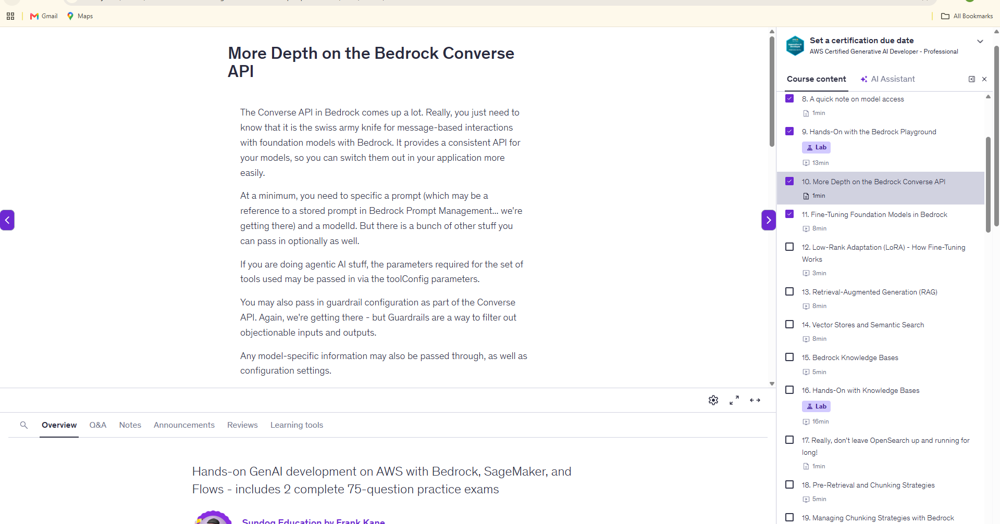 Gmail
Maps
All Bookmarks
More Depth on the Bedrock Converse
API
The Converse API in Bedrock comes up a lot. Really, you just need to
know that it is the swiss army knife for message-based interactions
with foundation models with Bedrock. It provides a consistent API for
your models, so you can switch them out in your application more
easily.
At a minimum, you need to specific a prompt (which may be a
reference to a stored prompt in Bedrock Prompt Management... we're
getting there) and a modelId. But there is a bunch of other stuff you
can pass in optionally as well.
If you are doing agentic AI stuff, the parameters required for the set of
tools used may be passed in via the toolConfig parameters.
You may also pass in guardrail configuration as part of the Converse
API. Again, we're getting there - but Guardrails are a way to filter out
objectionable inputs and outputs.
Any model-specific information may also be passed through, as well as
configuration settings.
Overview
Q&A
Notes
Announcements
Reviews
Learning tools
Hands-on GenAI development on AWS with Bedrock, SageMaker, and
Flows - includes 2 complete 75-question practice exams
Sundog Education by Frank Kane
Set a certification due date
AWS Certified Generative AI Developer - Professional
Course content
AI Assistant
8. A quick note on model access
1min
9. Hands-On with the Bedrock Playground
Lab
13min
10. More Depth on the Bedrock Converse API
1min
11. Fine-Tuning Foundation Models in Bedrock
8min
12. Low-Rank Adaptation (LoRA) - How Fine-Tuning
Works
3min
13. Retrieval-Augmented Generation (RAG)
8min
14. Vector Stores and Semantic Search
8min
15. Bedrock Knowledge Bases
5min
16. Hands-On with Knowledge Bases
Lab
16min
17. Really, don't leave OpenSearch up and running for
long!
1min
18. Pre-Retrieval and Chunking Strategies
5min
19. Managing Chunking Strategies with Bedrock